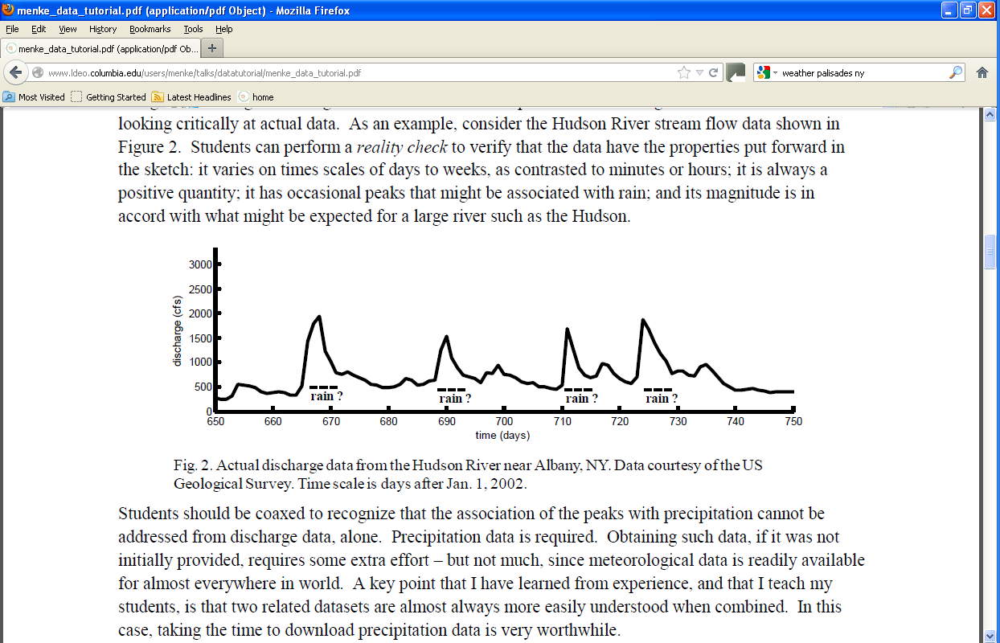 menke_data_tutorial.pdf (application/pdf Object) - Mozilla Firefox
File Edit View History Bookmarks Tools Help
menke_data_tutorial.pdf (application/pdf Ob...
www.ldeo.columbia.edu/users/menke/talks/datatutorial/menke_data_tutorial.pdf
weather palisades ny
Most Visited Getting Started Latest Headlines home
looking critically at actual data. As an example, consider the Hudson River stream flow data shown in
Figure 2. Students can perform a reality check to verify that the data have the properties put forward in
the sketch: it varies on times scales of days to weeks, as contrasted to minutes or hours; it is always a
positive quantity; it has occasional peaks that might be associated with rain; and its magnitude is in
accord with what might be expected for a large river such as the Hudson.
discharge (cfs)
3000
2500
2000
1500
1000
500
0
rain ? rain ? rain ? rain ?
650 660 670 680 690 700 710 720 730 740 750
time (days)
Fig. 2. Actual discharge data from the Hudson River near Albany, NY. Data courtesy of the US
Geological Survey. Time scale is days after Jan. 1, 2002.
Students should be coaxed to recognize that the association of the peaks with precipitation cannot be
addressed from discharge data, alone. Precipitation data is required. Obtaining such data, if it was not
initially provided, requires some extra effort – but not much, since meteorological data is readily available
for almost everywhere in world. A key point that I have learned from experience, and that I teach my
students, is that two related datasets are almost always more easily understood when combined. In this
case, taking the time to download precipitation data is very worthwhile.